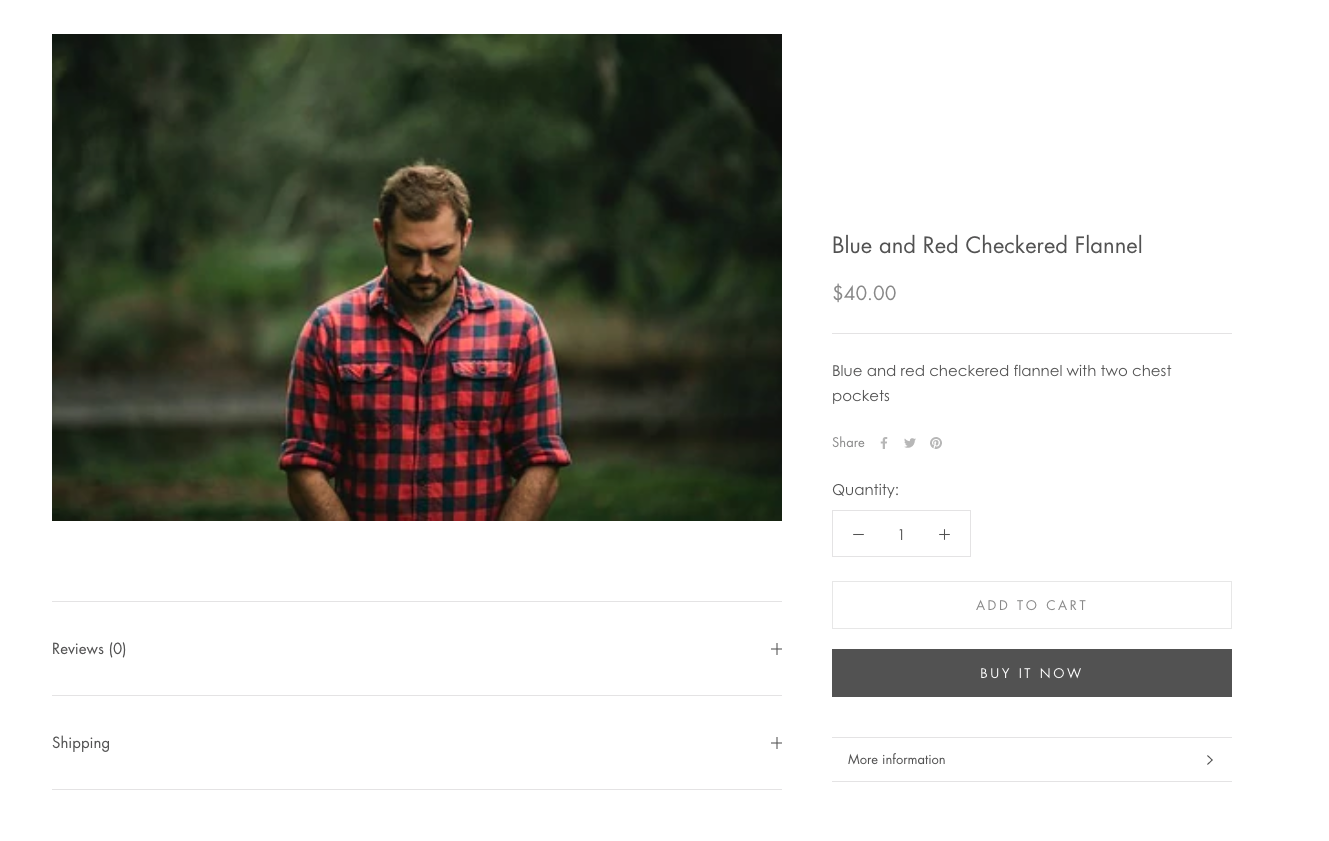 Blue and Red Checkered Flannel
$40.00
Blue and red checkered flannel with two chest
pockets
Share
Quantity:
1
ADD TO CART
BUY IT NOW
More information
Reviews (0)
Shipping